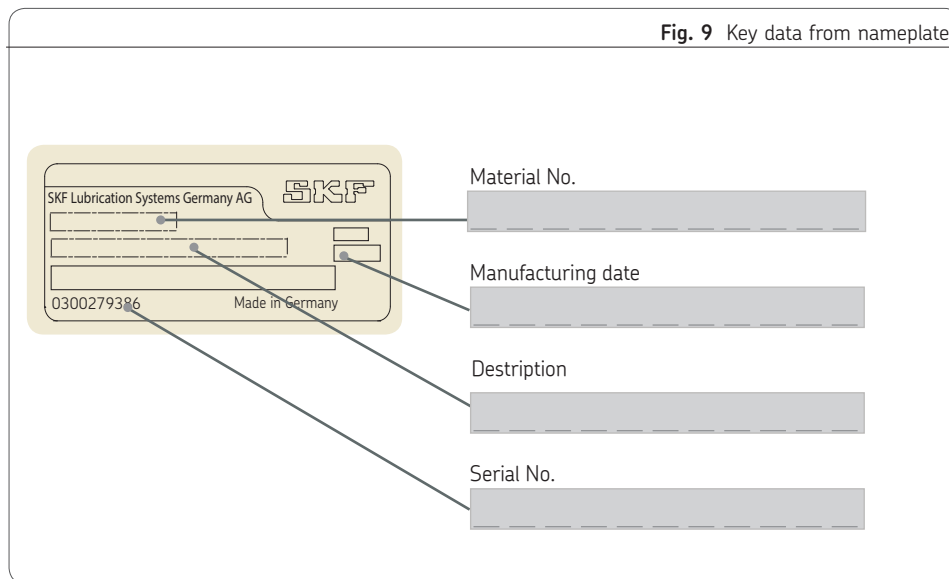 Fig. 9 Key data from nameplate
SKF Lubrication Systems Germany AG
SKF
0300279386
Made in Germany
Material No.
Manufacturing date
Destription
Serial No.